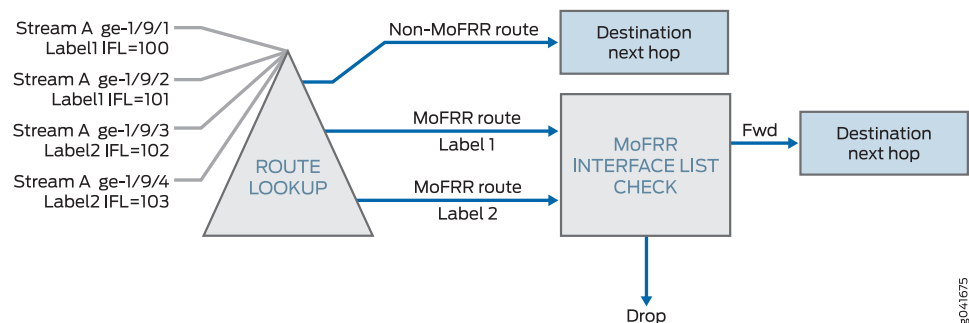 Stream A ge-1/9/1
Label1 IFL=100
Stream A ge-1/9/2
Label1 IFL=101
Stream A ge-1/9/3
Label2 IFL=102
Stream A ge-1/9/4
Label2 IFL=103
ROUTE
LOOKUP
Non-MoFRR route
Destination
next hop
MoFRR route
Label 1
MoFRR route
Label 2
MoFRR
INTERFACE LIST
CHECK
Fwd
Destination
next hop
Drop
g041675